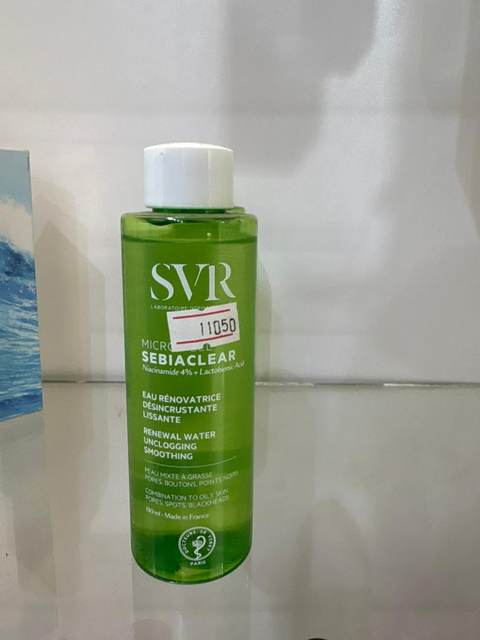 SVR
LABORATOIRE
11050
MICRO
SEBIACLEAR
Niacinamide 4% + Lactobionic Acid
EAU RÉNOVATRICE
DÉSINCRUSTANTE
LISSANTE
RENEWAL WATER
UNCLOGGING
SMOOTHING
PEAU MIXTE À GRASSE
PORES, BOUTONS, POINTS NOIRS
COMBINATION TO OILY SKIN
PORES, SPOTS, BLACKHEADS
Made in France
PARIS